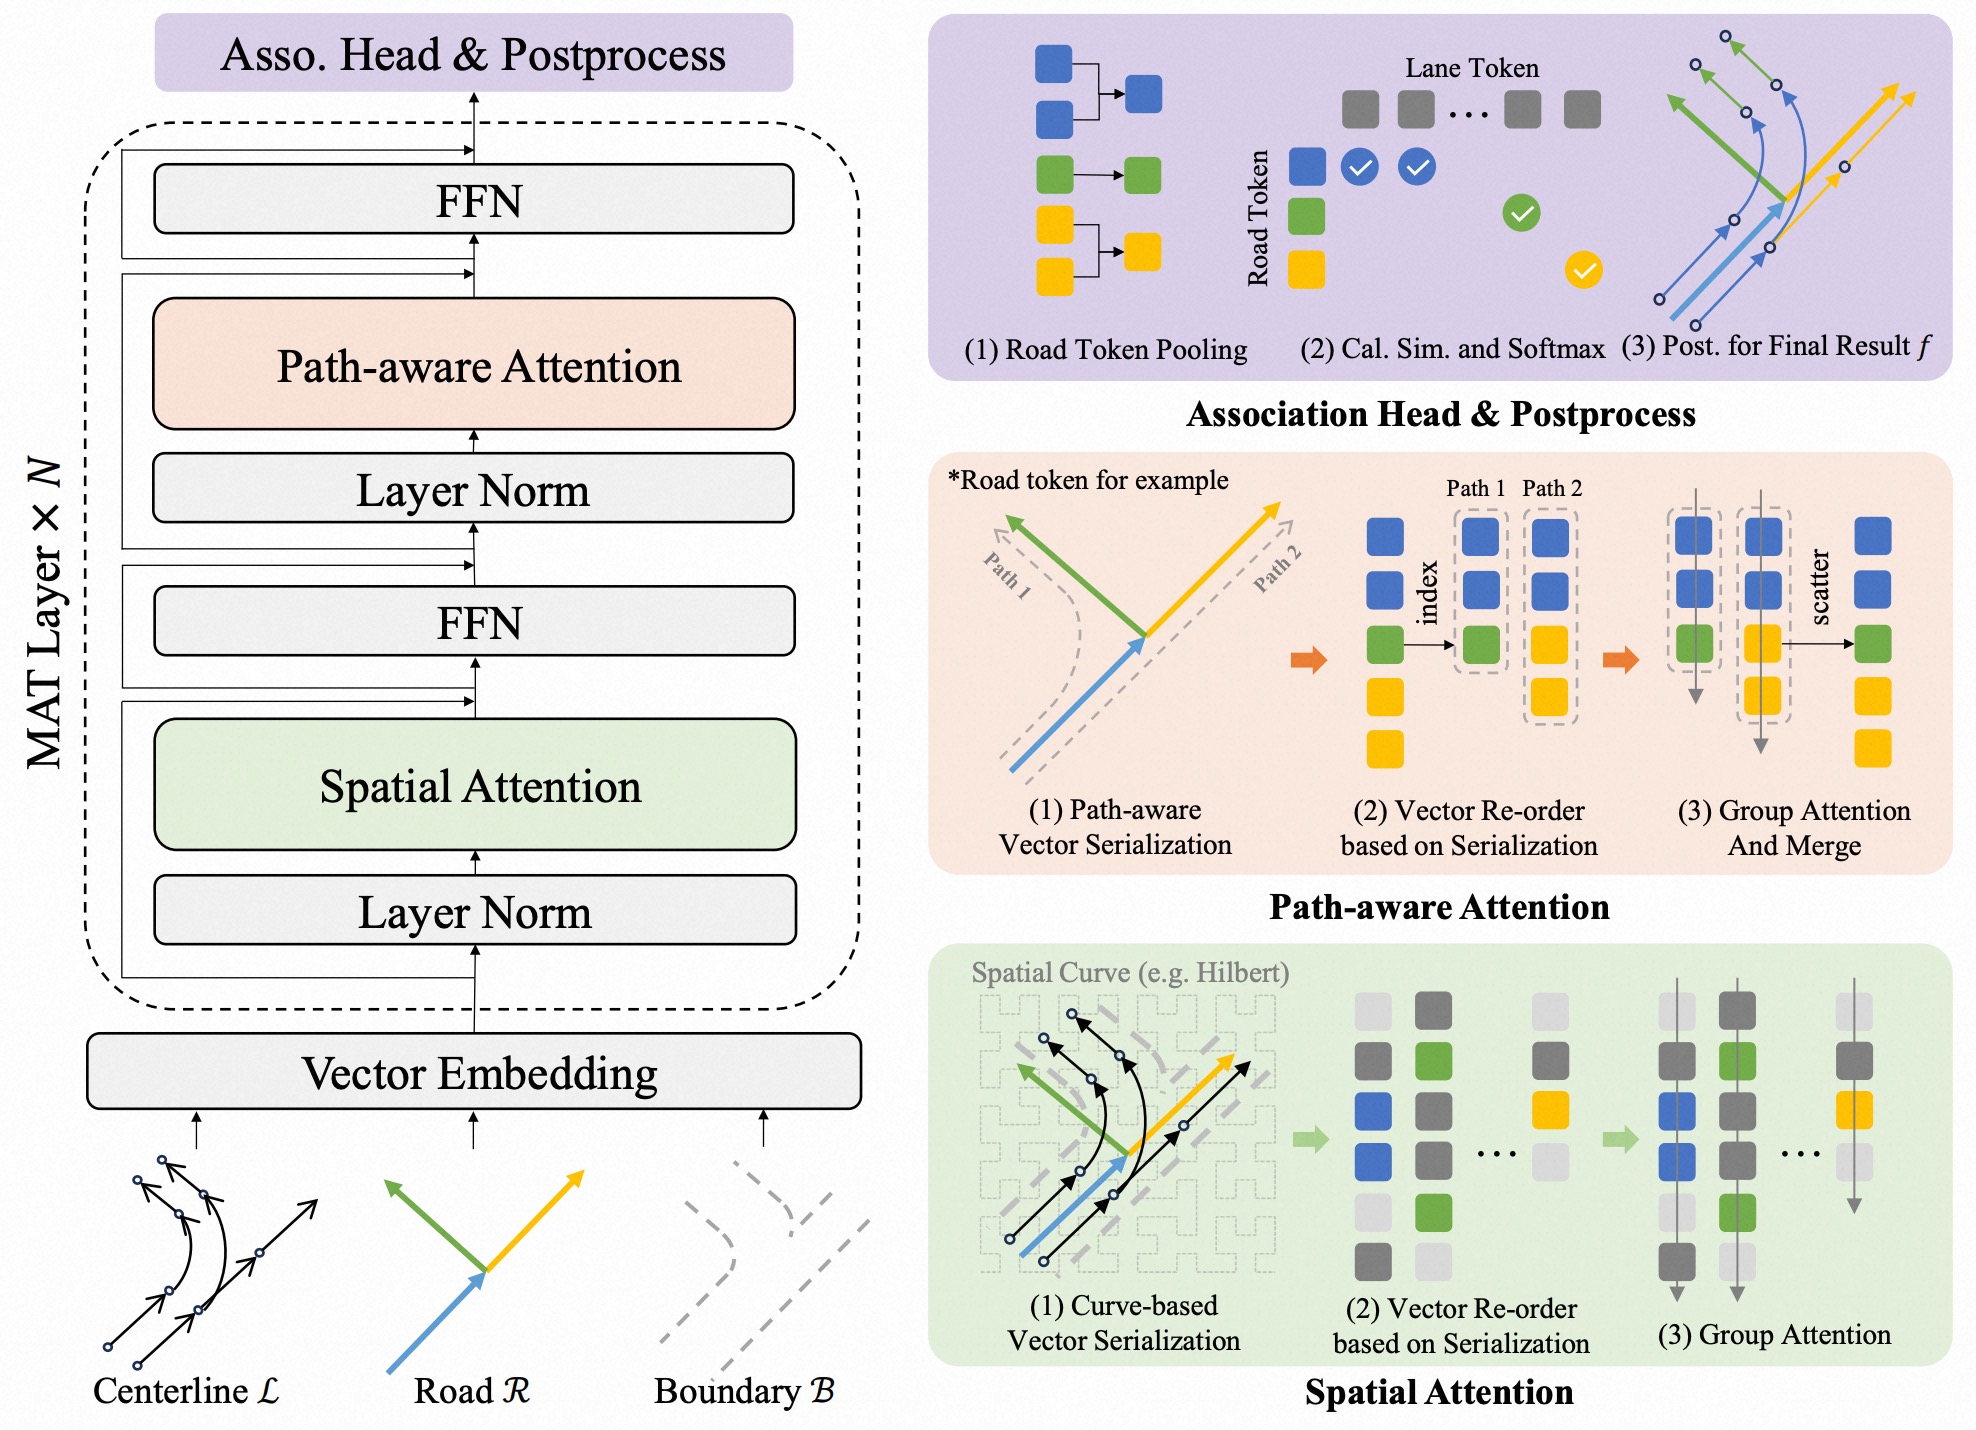 Asso. Head & Postprocess
FFN
Path-aware Attention
Layer Norm
FFN
Spatial Attention
Layer Norm
MAT Layer × N
Vector Embedding
Centerline ℒ
Road ℛ
Boundary ℬ
Lane Token
Road Token
(1) Road Token Pooling
(2) Cal. Sim. and Softmax
(3) Post. for Final Result f
Association Head & Postprocess
*Road token for example
Path 1
Path 2
Path 1
Path 2
index
scatter
(1) Path-aware
Vector Serialization
(2) Vector Re-order
based on Serialization
(3) Group Attention
And Merge
Path-aware Attention
Spatial Curve (e.g. Hilbert)
(1) Curve-based
Vector Serialization
(2) Vector Re-order
based on Serialization
(3) Group Attention
Spatial Attention